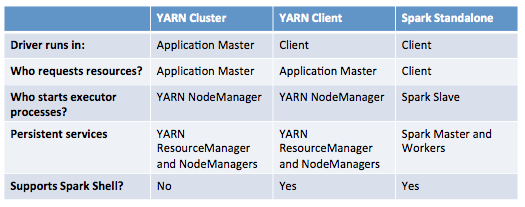 YARN Cluster YARN Client Spark Standalone
Driver runs in: Application Master Client Client
Who requests resources? Application Master Application Master Client
Who starts executor processes? YARN NodeManager YARN NodeManager Spark Slave
Persistent services YARN ResourceManager and NodeManagers YARN ResourceManager and NodeManagers Spark Master and Workers
Supports Spark Shell? No Yes Yes